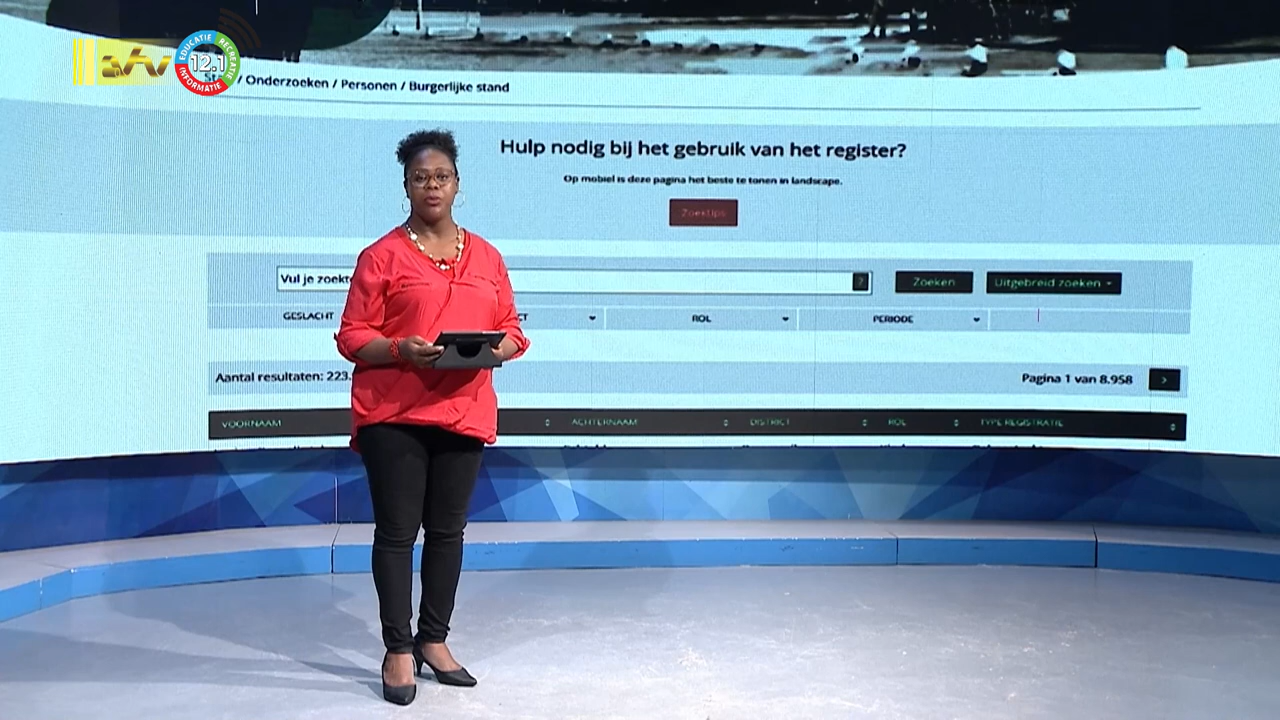 atv
EDUCATIE RECREATIE INFORMATIE
12.1
/ Onderzoeken / Personen / Burgerlijke stand
Hulp nodig bij het gebruik van het register?
Op mobiel is deze pagina het beste te tonen in landscape.
Zoektips
Vul je zoekt
?
Zoeken
Uitgebreid zoeken
GESLACHT
CT
ROL
PERIODE
Aantal resultaten: 223.
Pagina 1 van 8.958
>
VOORNAAM
ACHTERNAAM
DISTRICT
ROL
TYPE REGISTRATIE